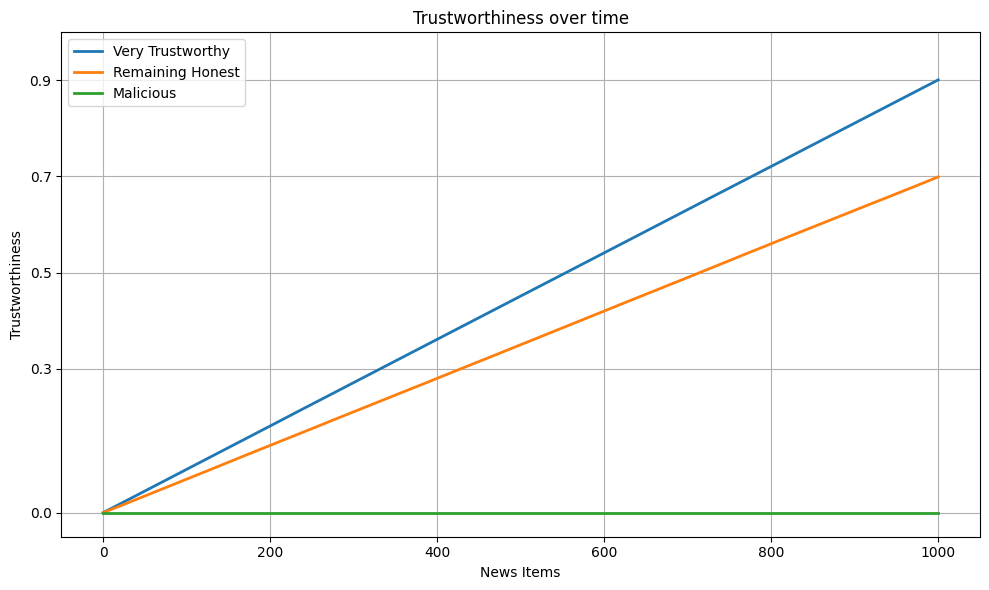 Trustworthiness over time
Very Trustworthy
Remaining Honest
Malicious
Trustworthiness
0.9
0.7
0.5
0.3
0.0
0 200 400 600 800 1000
News Items